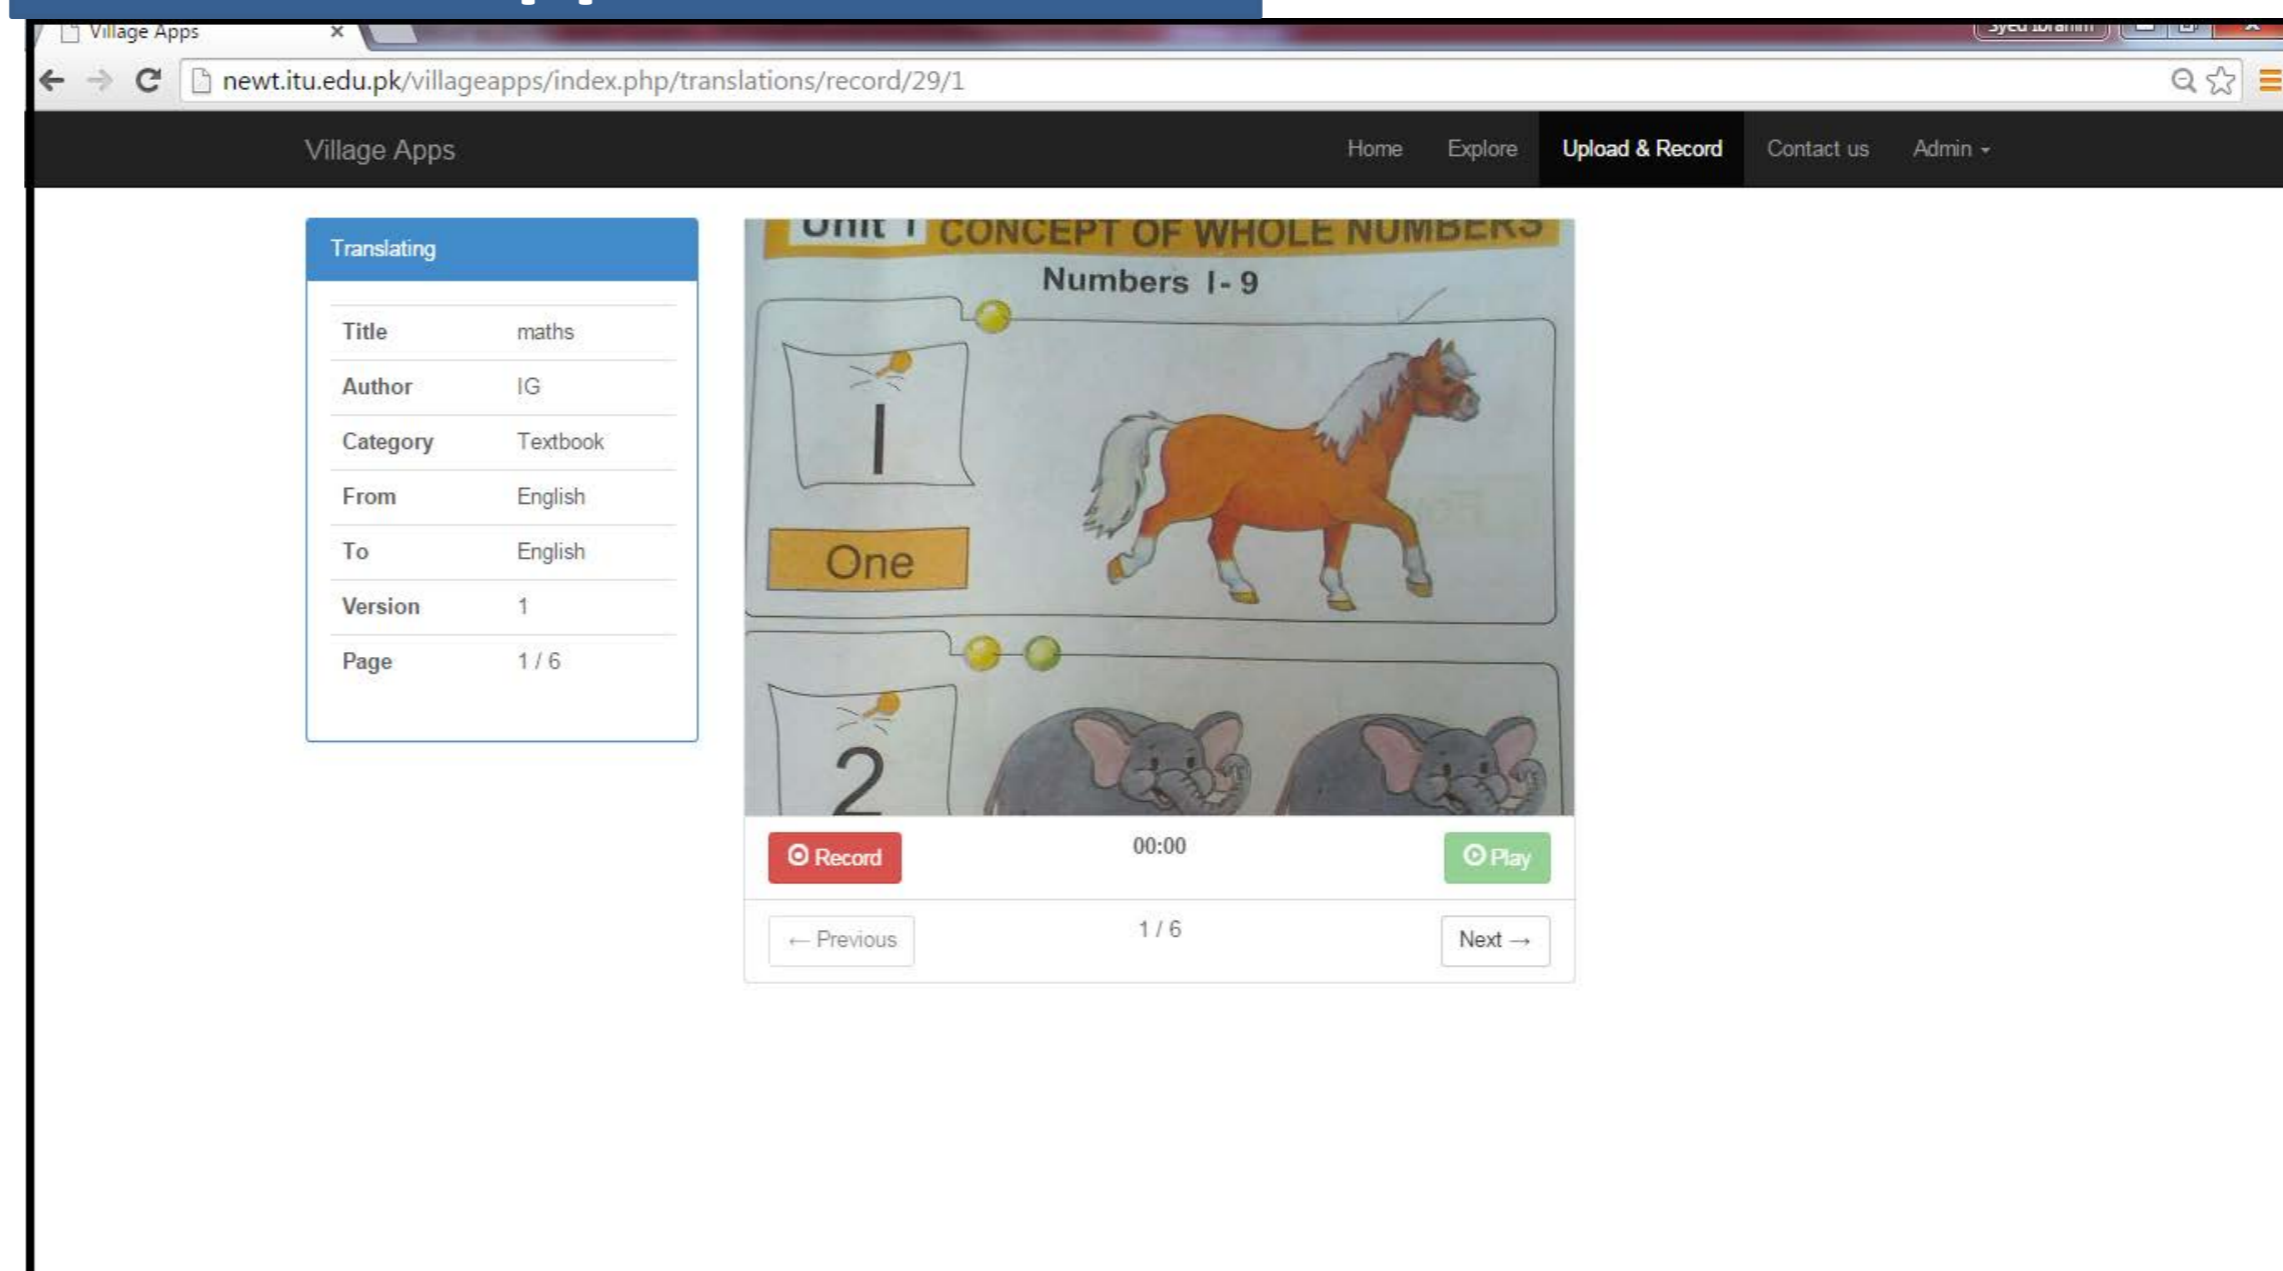 Village Apps
newt.itu.edu.pk/villageapps/index.php/translations/record/29/1
Village Apps Home Explore Upload & Record Contact us Admin
Translating
Title maths
Author IG
Category Textbook
From English
To English
Version 1
Page 1 / 6
Unit 1 CONCEPT OF WHOLE NUMBERS
Numbers 1-9
1
One
2
Record 00:00 Play
← Previous 1 / 6 Next →